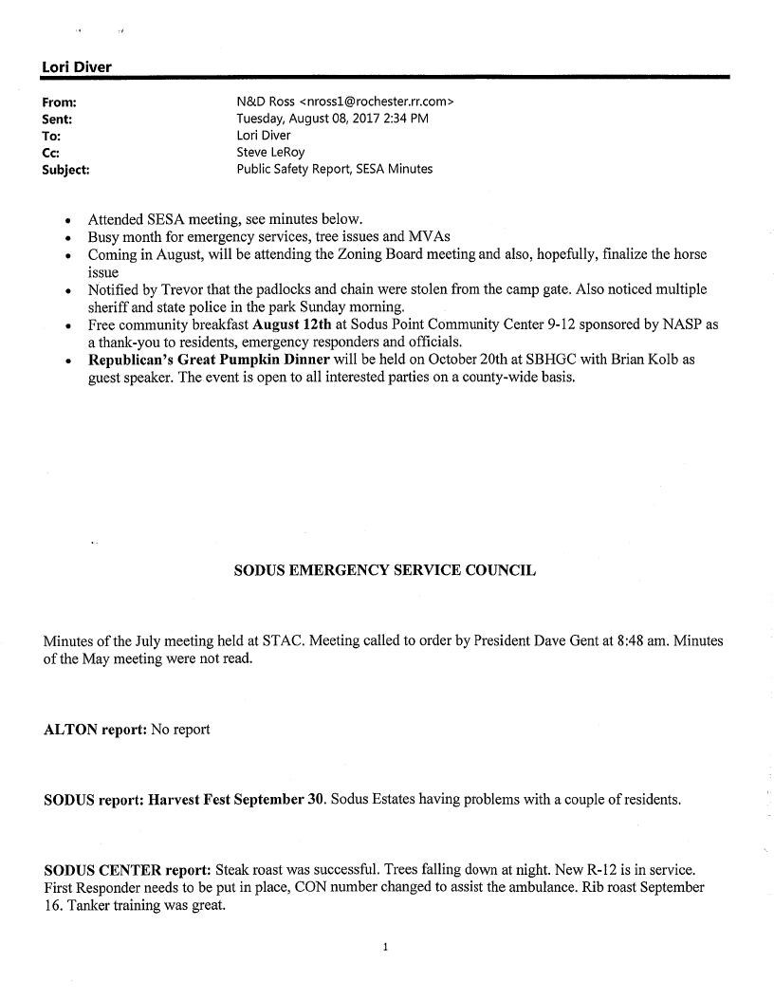 Lori Diver
From: N&D Ross <nross1@rochester.rr.com>
Sent: Tuesday, August 08, 2017 2:34 PM
To: Lori Diver
Cc: Steve LeRoy
Subject: Public Safety Report, SESA Minutes
• Attended SESA meeting, see minutes below.
• Busy month for emergency services, tree issues and MVAs
• Coming in August, will be attending the Zoning Board meeting and also, hopefully, finalize the horse
issue
• Notified by Trevor that the padlocks and chain were stolen from the camp gate. Also noticed multiple
sheriff and state police in the park Sunday morning.
• Free community breakfast August 12th at Sodus Point Community Center 9-12 sponsored by NASP as
a thank-you to residents, emergency responders and officials.
• Republican's Great Pumpkin Dinner will be held on October 20th at SBHGC with Brian Kolb as
guest speaker. The event is open to all interested parties on a county-wide basis.
SODUS EMERGENCY SERVICE COUNCIL
Minutes of the July meeting held at STAC. Meeting called to order by President Dave Gent at 8:48 am. Minutes
of the May meeting were not read.
ALTON report: No report
SODUS report: Harvest Fest September 30. Sodus Estates having problems with a couple of residents.
SODUS CENTER report: Steak roast was successful. Trees falling down at night. New R-12 is in service.
First Responder needs to be put in place, CON number changed to assist the ambulance. Rib roast September
16. Tanker training was great.
1